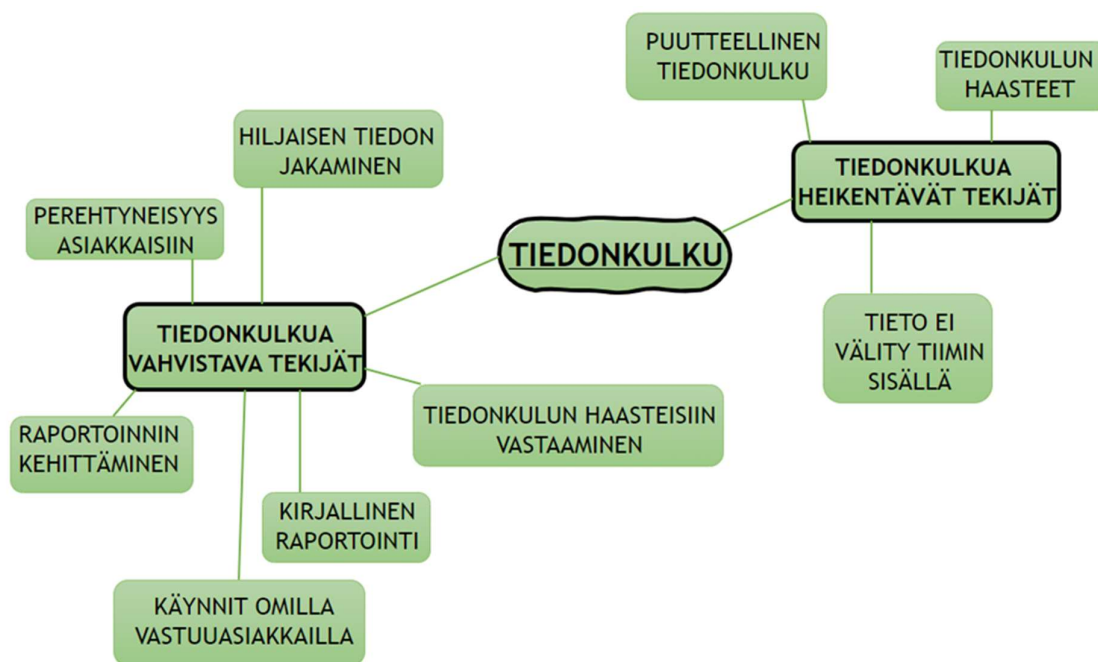 PUUTTEELLINEN
TIEDONKULKU
TIEDONKULUN
HAASTEET
HILJAISEN TIEDON
JAKAMINEN
TIEDONKULKUA
HEIKENTÄVÄT TEKIJÄT
PEREHTYNEISYYS
ASIAKKAISIIN
TIEDONKULKU
TIETO EI
VÄLITY TIIMIN
SISÄLLÄ
TIEDONKULKUA
VAHVISTAVA TEKIJÄT
TIEDONKULUN HAASTEISIIN
VASTAAMINEN
RAPORTOINNIN
KEHITTÄMINEN
KIRJALLINEN
RAPORTOINTI
KÄYNNIT OMILLA
VASTUUASIAKKAILLA